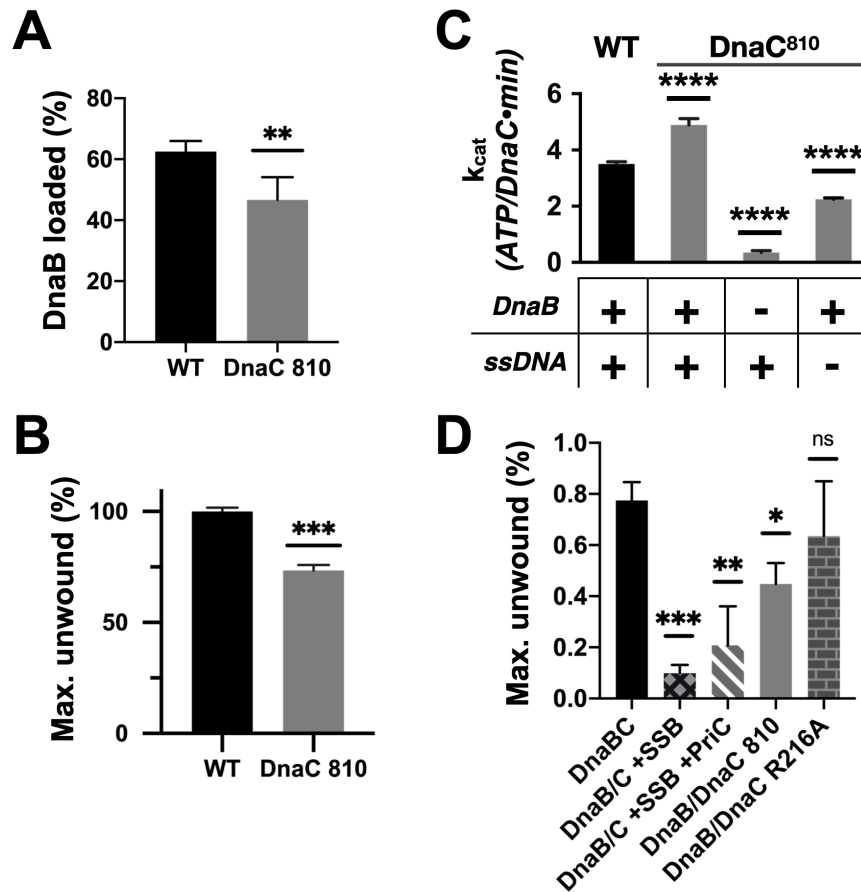 A
DnaB loaded (%)
80
60
40
20
0
**
WT DnaC 810
B
Max. unwound (%)
100
50
0
***
WT DnaC 810
C
WT DnaC810
kcat
(ATP/DnaC•min)
6
4
2
0
****
****
****
DnaB + + - +
ssDNA + + + -
D
Max. unwound (%)
1.0
0.8
0.6
0.4
0.2
0.0
***
**
*
ns
DnaBC
DnaB/C +SSB
DnaB/C +SSB +PriC
DnaB/DnaC 810
DnaB/DnaC R216A